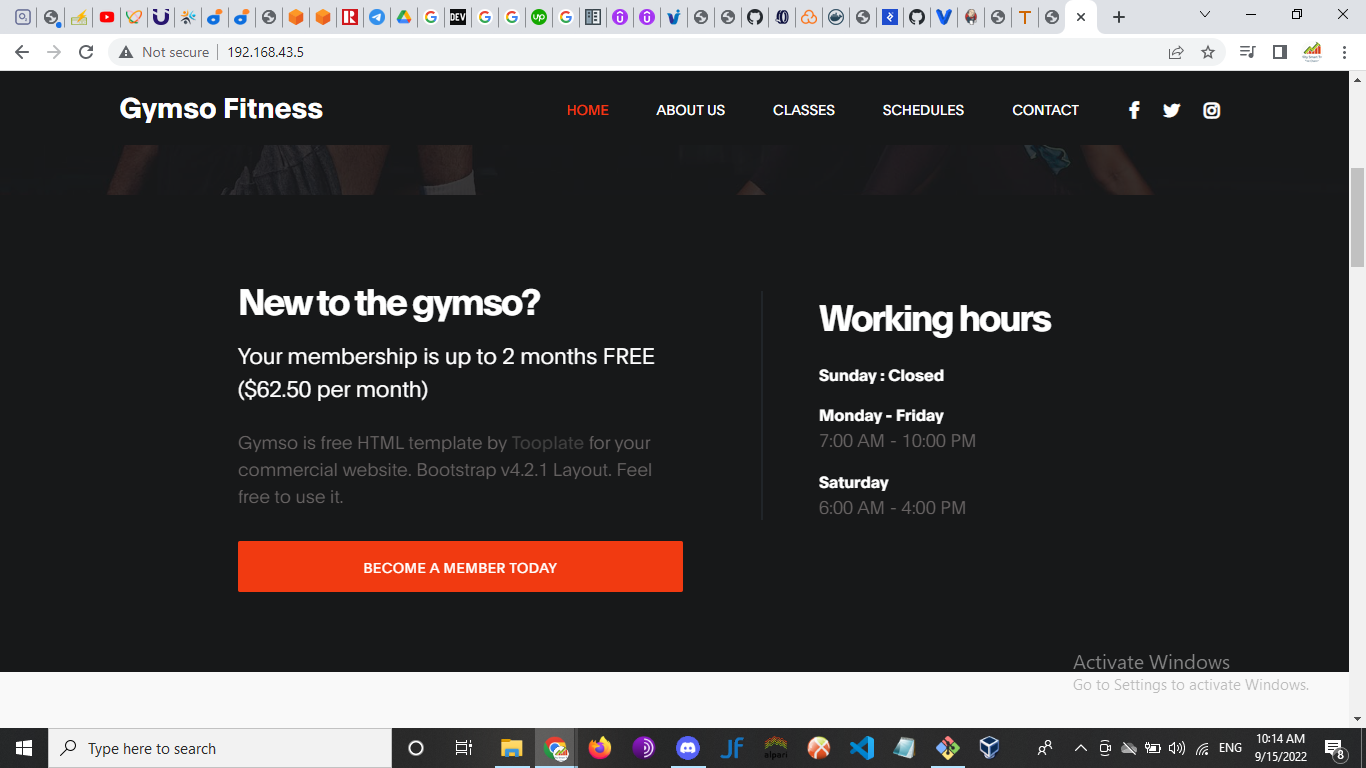 Not secure
192.168.43.5
Gymso Fitness
HOME
ABOUT US
CLASSES
SCHEDULES
CONTACT
New to the gymso?
Your membership is up to 2 months FREE
($62.50 per month)
Gymso is free HTML template by Tooplate for your
commercial website. Bootstrap v4.2.1 Layout. Feel
free to use it.
BECOME A MEMBER TODAY
Working hours
Sunday : Closed
Monday - Friday
7:00 AM - 10:00 PM
Saturday
6:00 AM - 4:00 PM
Activate Windows
Go to Settings to activate Windows.
Type here to search
ENG
10:14 AM
9/15/2022
8